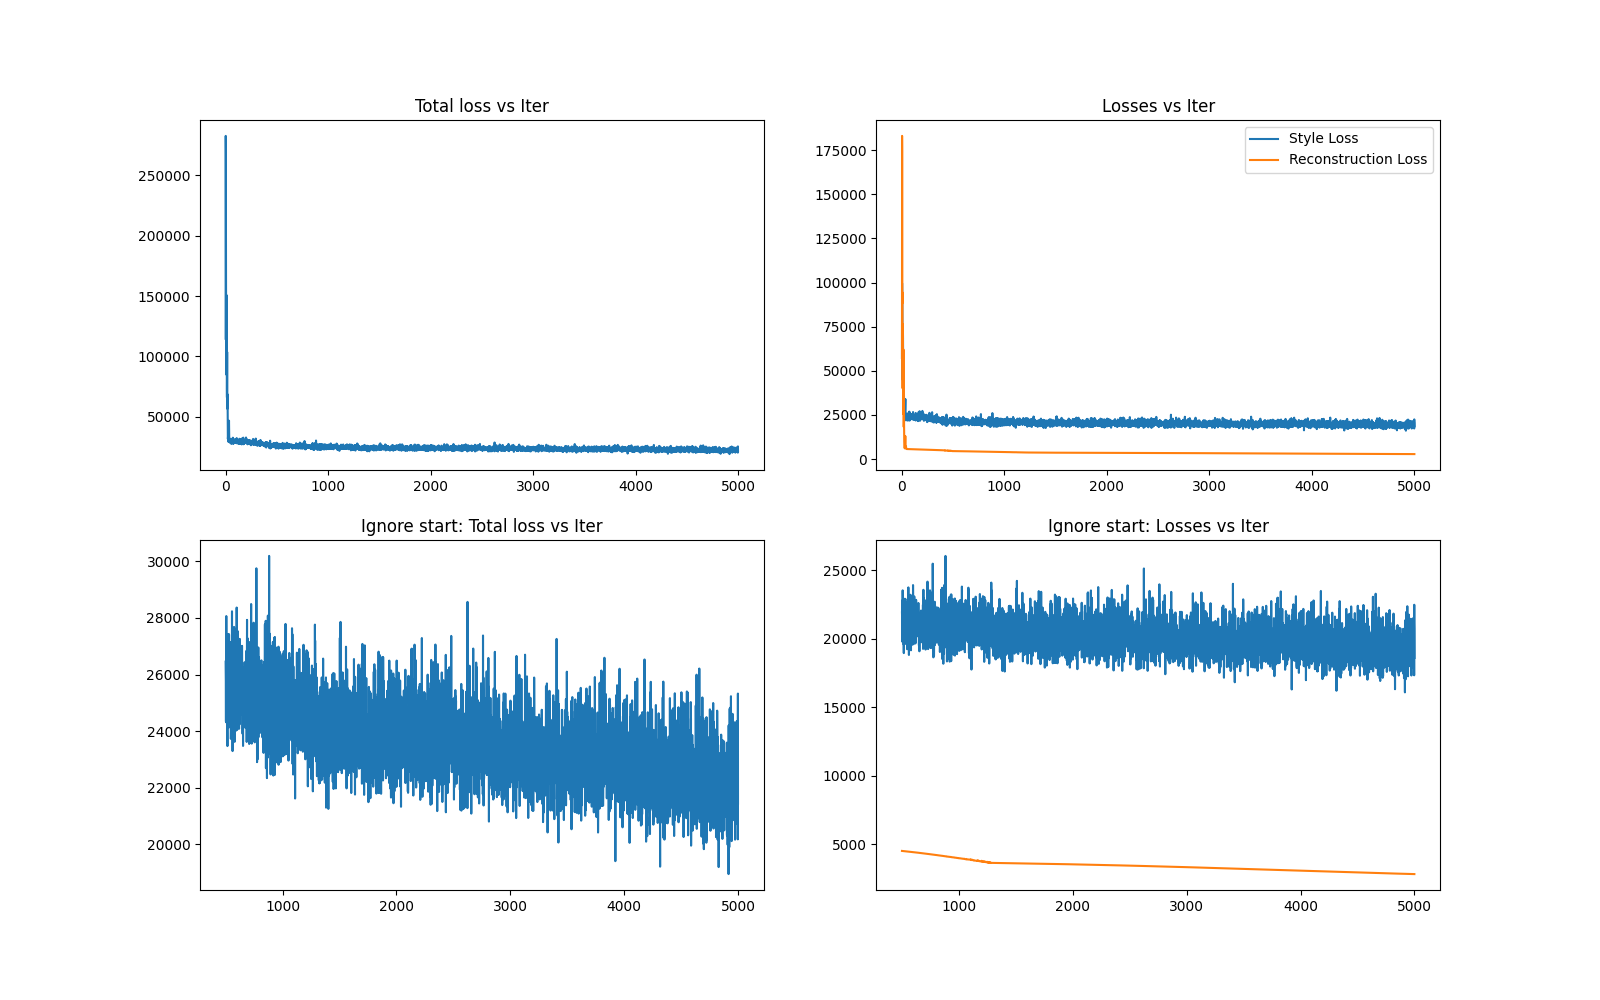 Total loss vs Iter
250000
200000
150000
100000
50000
0 1000 2000 3000 4000 5000
Losses vs Iter
Style Loss
Reconstruction Loss
175000
150000
125000
100000
75000
50000
25000
0
0 1000 2000 3000 4000 5000
Ignore start: Total loss vs Iter
30000
28000
26000
24000
22000
20000
1000 2000 3000 4000 5000
Ignore start: Losses vs Iter
25000
20000
15000
10000
5000
1000 2000 3000 4000 5000